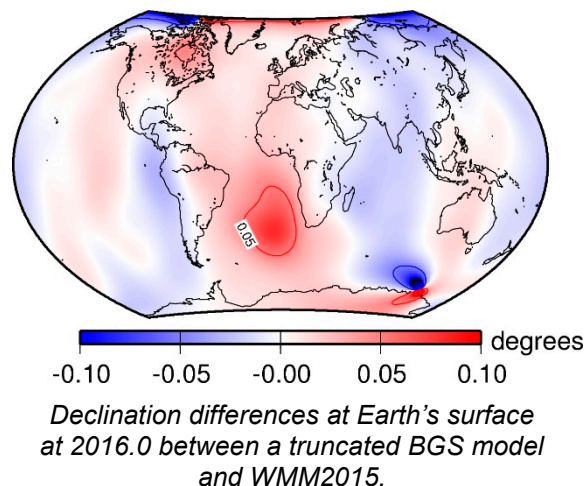 0.05
degrees
-0.10 -0.05 -0.00 0.05 0.10
Declination differences at Earth's surface
at 2016.0 between a truncated BGS model
and WMM2015.